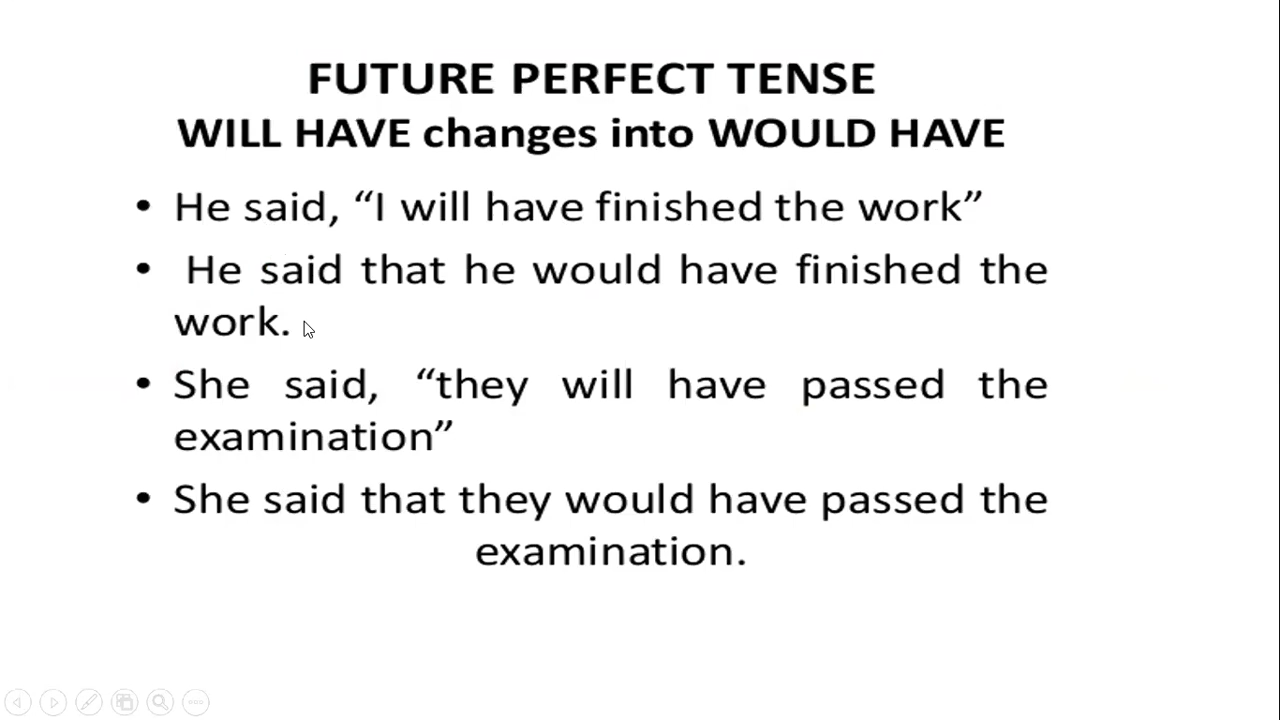 FUTURE PERFECT TENSE
WILL HAVE changes into WOULD HAVE
• He said, “I will have finished the work”
• He said that he would have finished the
work.
• She said, “they will have passed the
examination”
• She said that they would have passed the
examination.